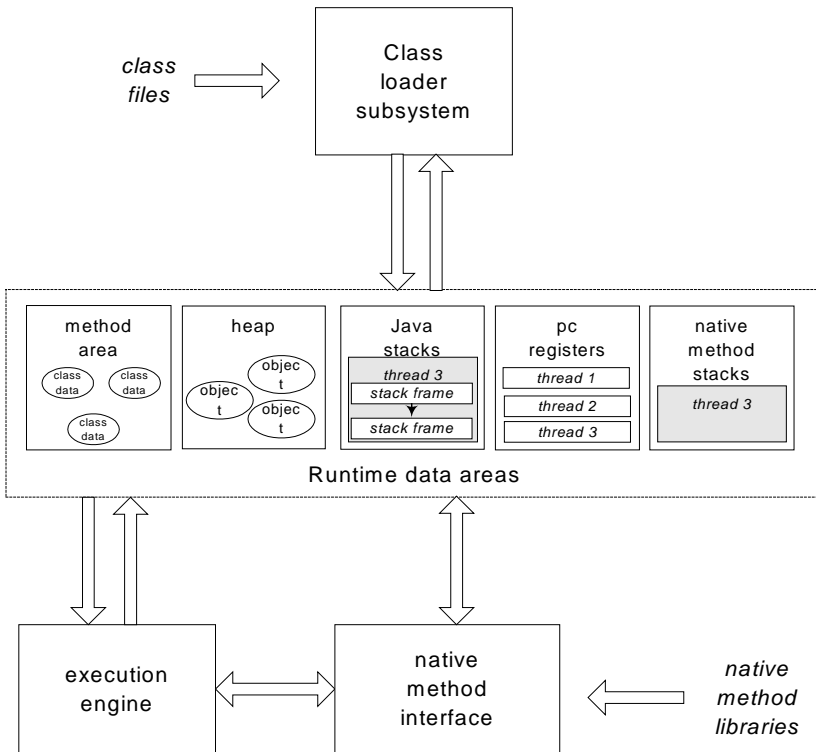 class
files
Class
loader
subsystem
method
area
class
data
class
data
class
data
heap
objec
t
objec
t
objec
t
Java
stacks
thread 3
stack frame
stack frame
pc
registers
thread 1
thread 2
thread 3
native
method
stacks
thread 3
Runtime data areas
execution
engine
native
method
interface
native
method
libraries